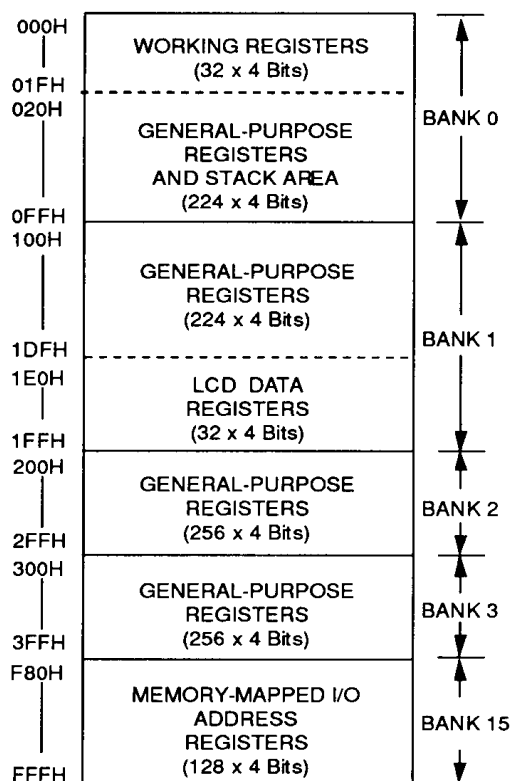 000H
WORKING REGISTERS
(32 x 4 Bits)
01FH
020H
BANK 0
GENERAL-PURPOSE
REGISTERS
AND STACK AREA
(224 x 4 Bits)
0FFH
100H
GENERAL-PURPOSE
REGISTERS
(224 x 4 Bits)
BANK 1
1DFH
1E0H
LCD DATA
REGISTERS
(32 x 4 Bits)
1FFH
200H
GENERAL-PURPOSE
REGISTERS
(256 x 4 Bits)
BANK 2
2FFH
300H
GENERAL-PURPOSE
REGISTERS
(256 x 4 Bits)
BANK 3
3FFH
F80H
MEMORY-MAPPED I/O
ADDRESS
REGISTERS
(128 x 4 Bits)
BANK 15
FFFH